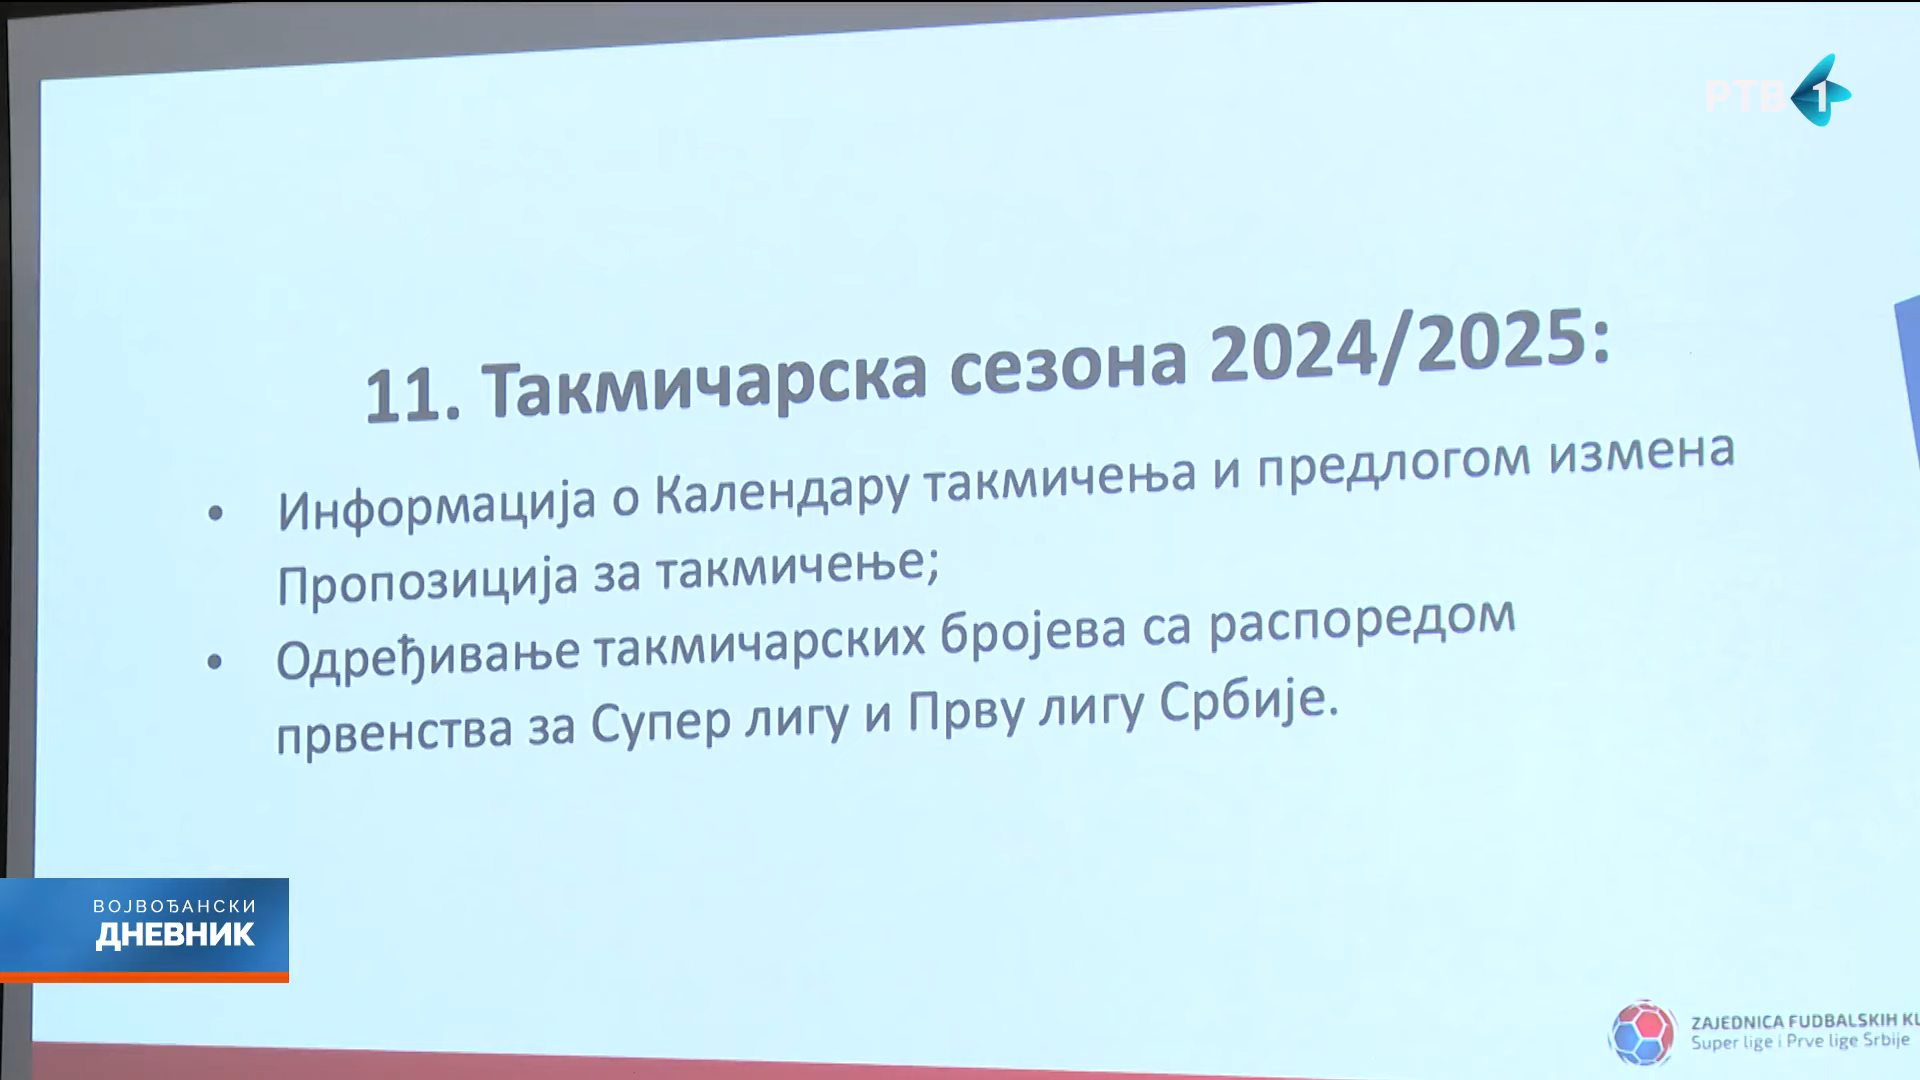 РТВ 1
11. Такмичарска сезона 2024/2025:
• Информација о Календару такмичења и предлогом измена
Пропозиција за такмичење;
• Одређивање такмичарских бројева са распоредом
првенства за Супер лигу и Прву лигу Србије.
ВОЈВОЂАНСКИ
ДНЕВНИК
ZAJEDNICA FUDBALSKIH
Super lige i Prve lige Srbije